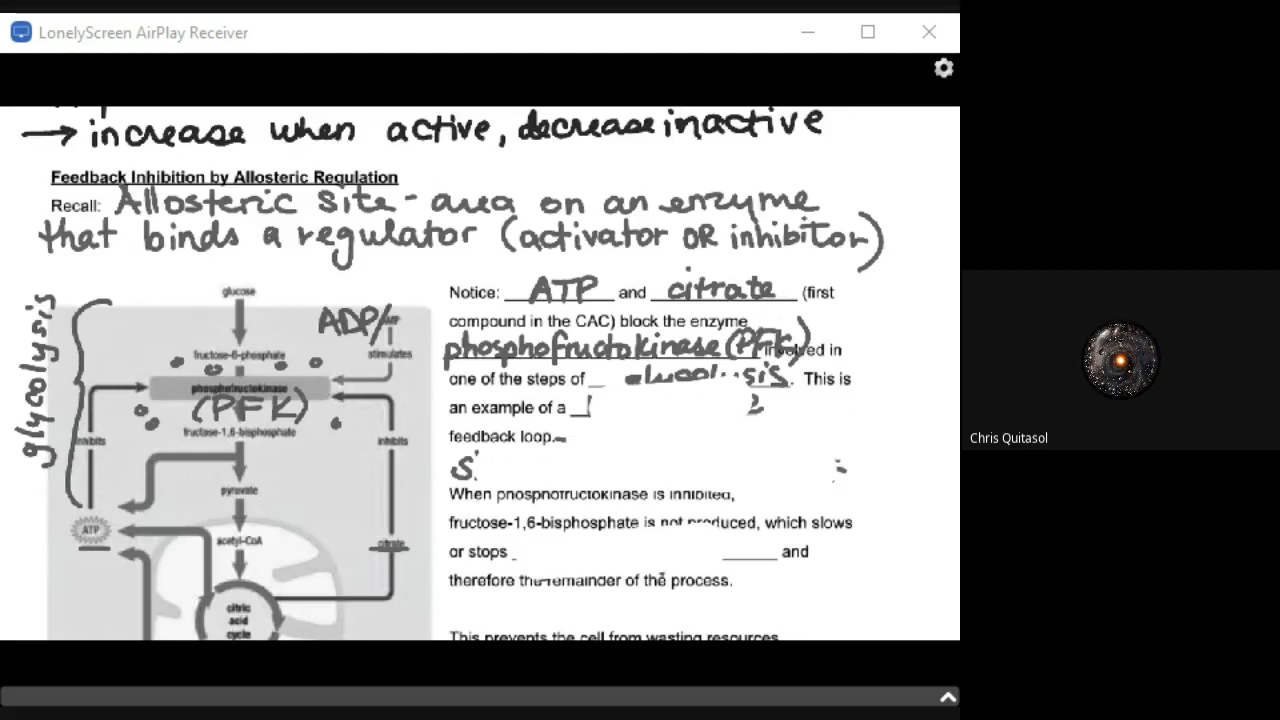 LonelyScreen AirPlay Receiver
→ increase when active, decrease inactive
Feedback Inhibition by Allosteric Regulation
Recall: Allosteric site - area on an enzyme
that binds a regulator (activator OR inhibitor)
glycolysis
glucose
ADP/
stimulates
fructose-6-phosphate
phosphofructokinase
(PFK)
fructose-1,6-bisphosphate
inhibits
inhibits
pyruvate
ATP
acetyl-CoA
citrate
citric
acid
cycle
Notice: ATP and citrate (first
compound in the CAC) block the enzyme
phosphofructokinase (PFK) involved in
one of the steps of . This is
an example of a
feedback loop.
When phosphofructokinase is inhibited,
fructose-1,6-bisphosphate is not produced, which slows
or stops and
therefore the remainder of the process.
This prevents the cell from wasting resources
Chris Quitasol